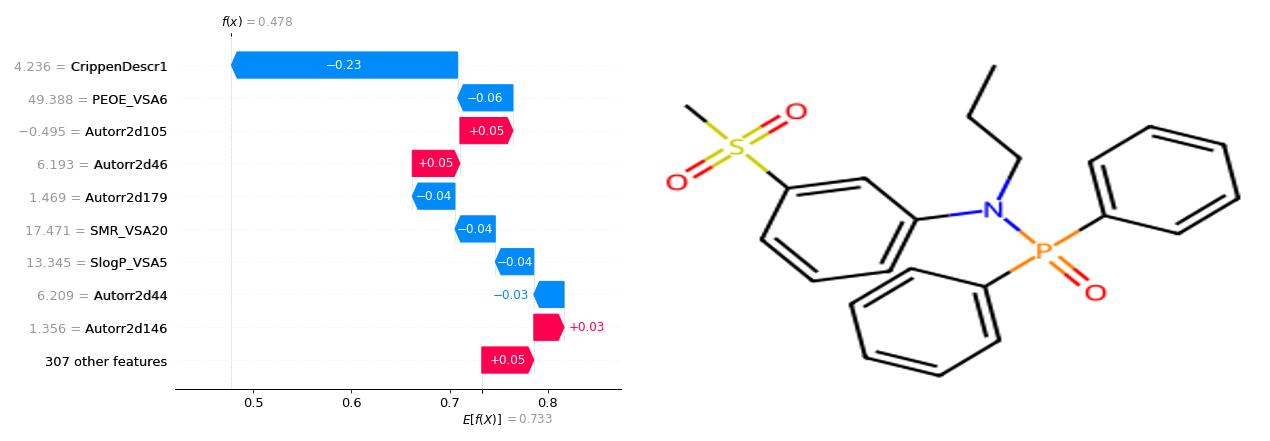 f(x) = 0.478
4.236 = CrippenDescr1
−0.23
49.388 = PEOE_VSA6
−0.06
−0.495 = Autorr2d105
+0.05
6.193 = Autorr2d46
+0.05
1.469 = Autorr2d179
−0.04
17.471 = SMR_VSA20
−0.04
13.345 = SlogP_VSA5
−0.04
6.209 = Autorr2d44
−0.03
1.356 = Autorr2d146
+0.03
307 other features
+0.05
0.5 0.6 0.7 0.8
E[f(X)] = 0.733
O
S
O
N
P
O